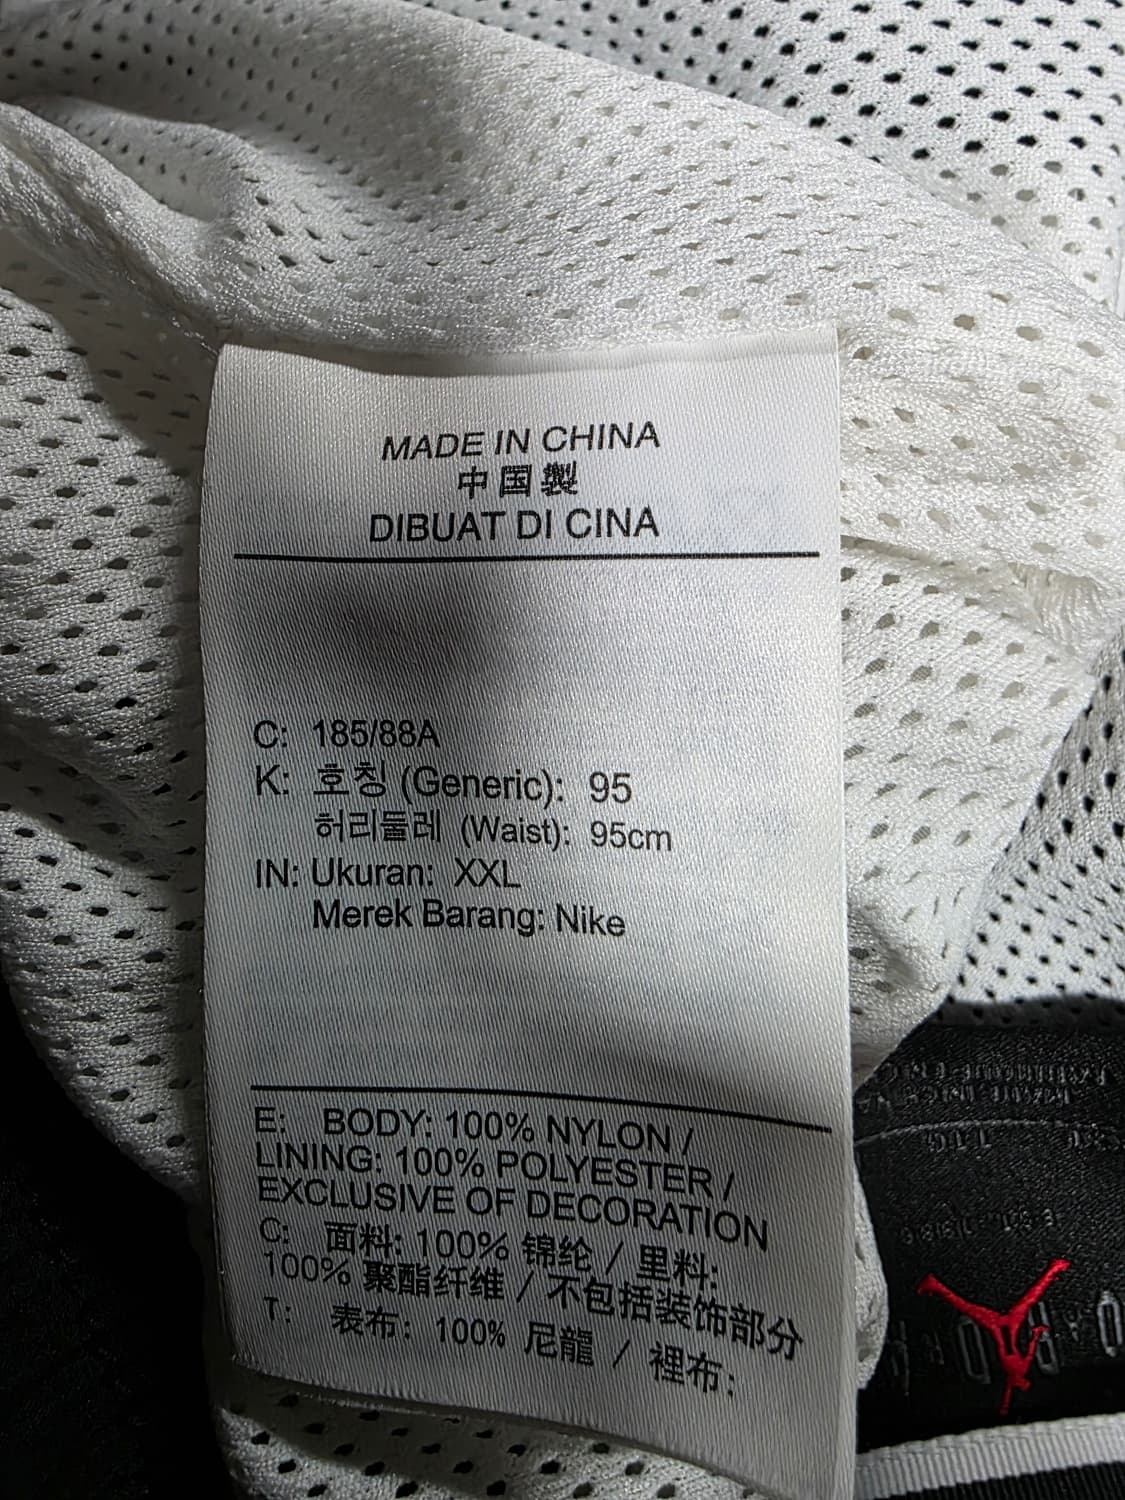 MADE IN CHINA
中国製
DIBUAT DI CINA
C: 185/88A
K: 호칭 (Generic): 95
허리둘레 (Waist): 95cm
IN: Ukuran: XXL
Merek Barang: Nike
E: BODY: 100% NYLON /
LINING: 100% POLYESTER /
EXCLUSIVE OF DECORATION
C: 面料: 100% 锦纶 / 里料:
100% 聚酯纤维 / 不包括装饰部分
T: 表布: 100% 尼龍 / 裡布: